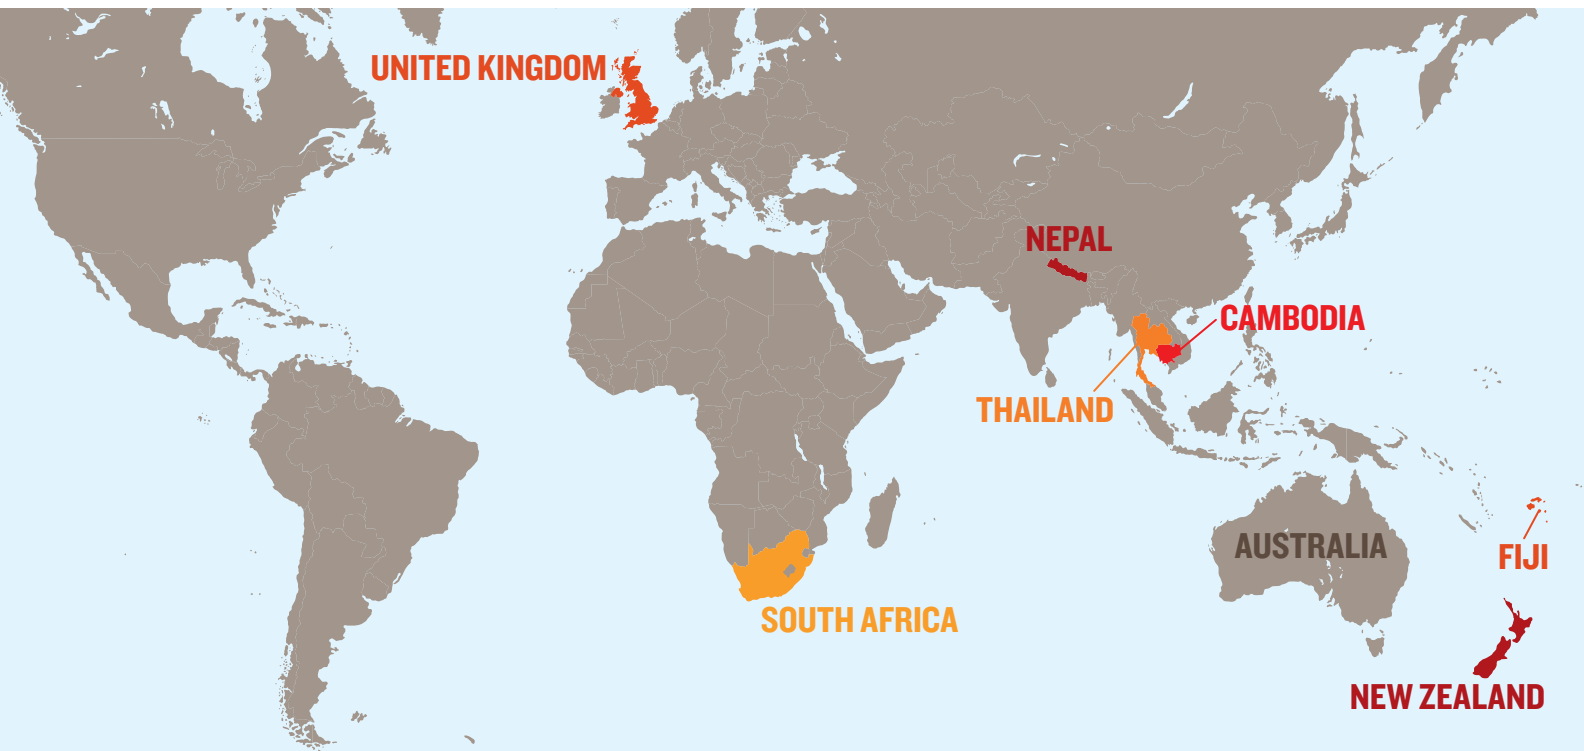 UNITED KINGDOM
NEPAL
CAMBODIA
THAILAND
AUSTRALIA
FIJI
SOUTH AFRICA
NEW ZEALAND